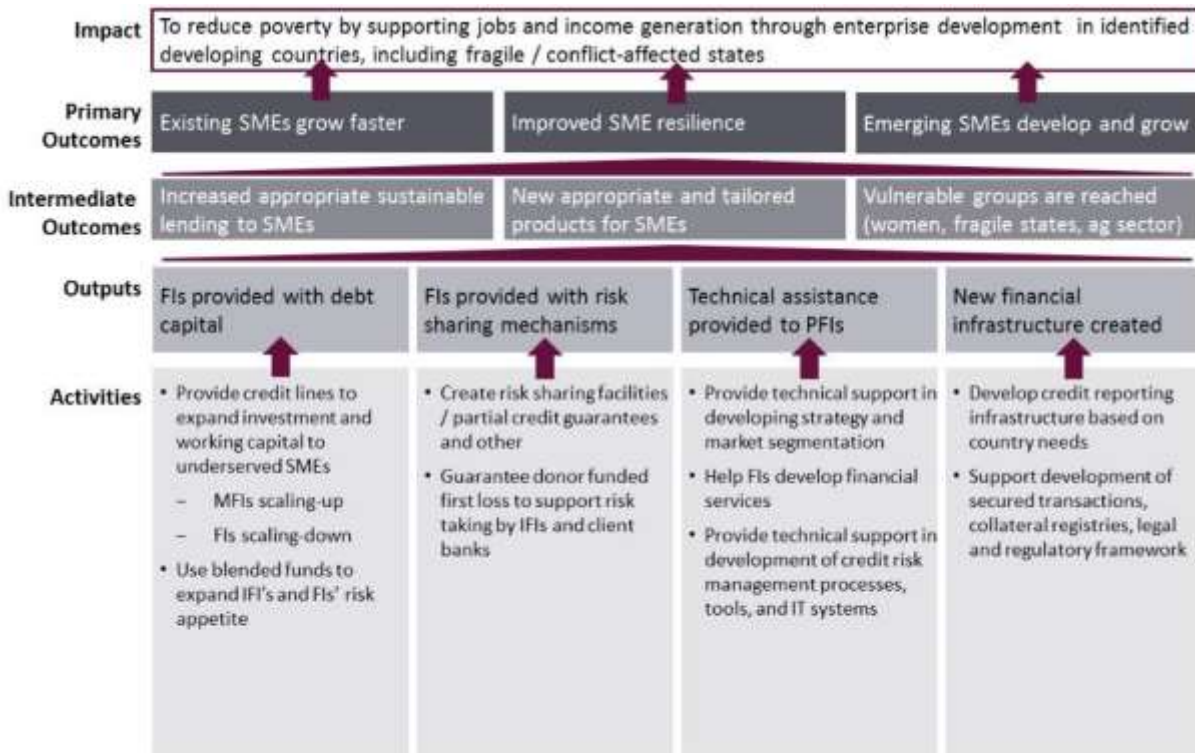 Impact
To reduce poverty by supporting jobs and income generation through enterprise development in identified
developing countries, including fragile / conflict-affected states
Primary
Outcomes
Existing SMEs grow faster
Improved SME resilience
Emerging SMEs develop and grow
Intermediate
Outcomes
Increased appropriate sustainable
lending to SMEs
New appropriate and tailored
products for SMEs
Vulnerable groups are reached
(women, fragile states, ag sector)
Outputs
FIs provided with debt
capital
FIs provided with risk
sharing mechanisms
Technical assistance
provided to PFIs
New financial
infrastructure created
Activities
• Provide credit lines to
expand investment and
working capital to
underserved SMEs
– MFIs scaling-up
– FIs scaling-down
• Use blended funds to
expand IFI's and FIs' risk
appetite
• Create risk sharing facilities
/ partial credit guarantees
and other
• Guarantee donor funded
first loss to support risk
taking by IFIs and client
banks
• Provide technical support in
developing strategy and
market segmentation
• Help FIs develop financial
services
• Provide technical support in
development of credit risk
management processes,
tools, and IT systems
• Develop credit reporting
infrastructure based on
country needs
• Support development of
secured transactions,
collateral registries, legal
and regulatory framework